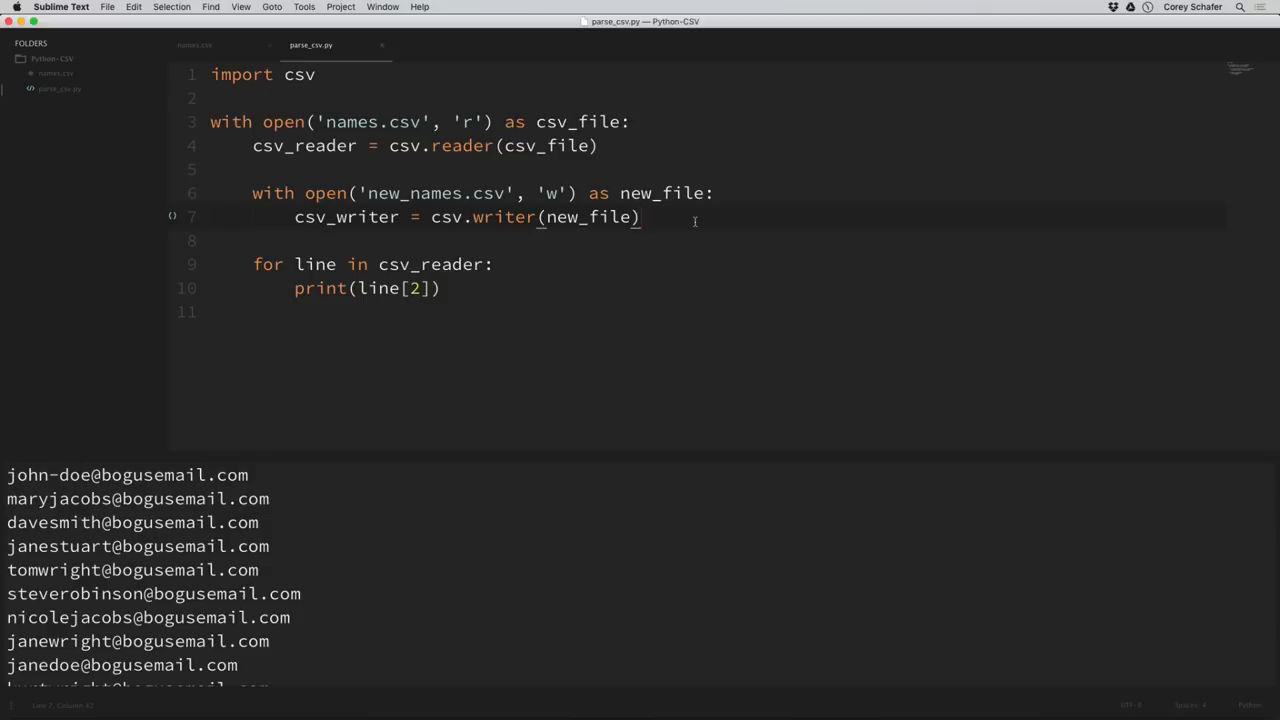 Sublime Text File Edit Selection Find View Goto Tools Project Window Help Corey Schafer
parse_csv.py — Python-CSV
FOLDERS
Python-CSV
names.csv
parse_csv.py
names.csv parse_csv.py
1 import csv
2
3 with open('names.csv', 'r') as csv_file:
4 csv_reader = csv.reader(csv_file)
5
6 with open('new_names.csv', 'w') as new_file:
7 csv_writer = csv.writer(new_file)
8
9 for line in csv_reader:
10 print(line[2])
11
john-doe@bogusemail.com
maryjacobs@bogusemail.com
davesmith@bogusemail.com
janestuart@bogusemail.com
tomwright@bogusemail.com
steverobinson@bogusemail.com
nicolejacobs@bogusemail.com
janewright@bogusemail.com
janedoe@bogusemail.com
Line 7, Column 42 UTF-8 Spaces: 4 Python